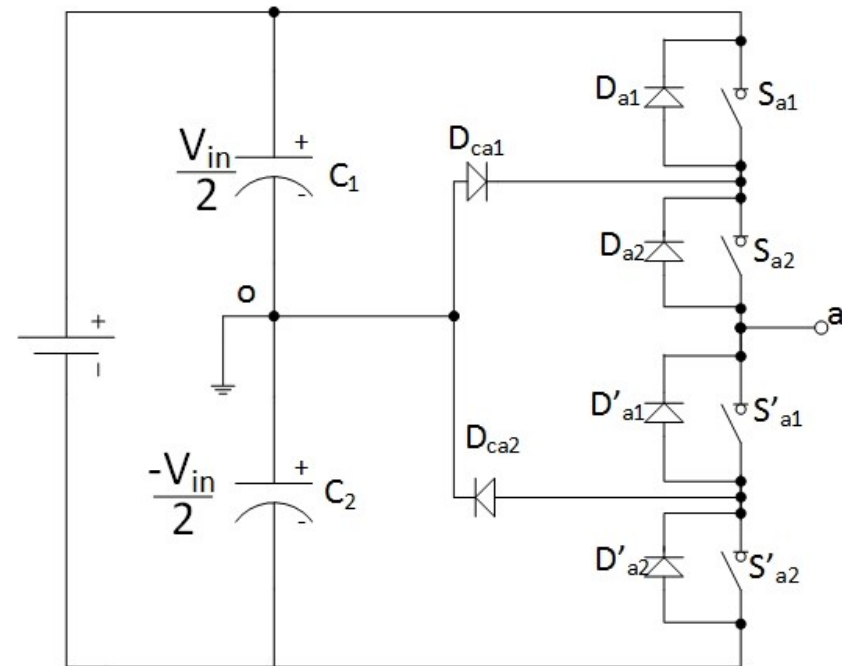 Da1
Sa1
Dca1
Vin
2
+
-
C1
Da2
Sa2
o
a
+
-
D'a1
S'a1
Dca2
-Vin
2
+
-
C2
D'a2
S'a2